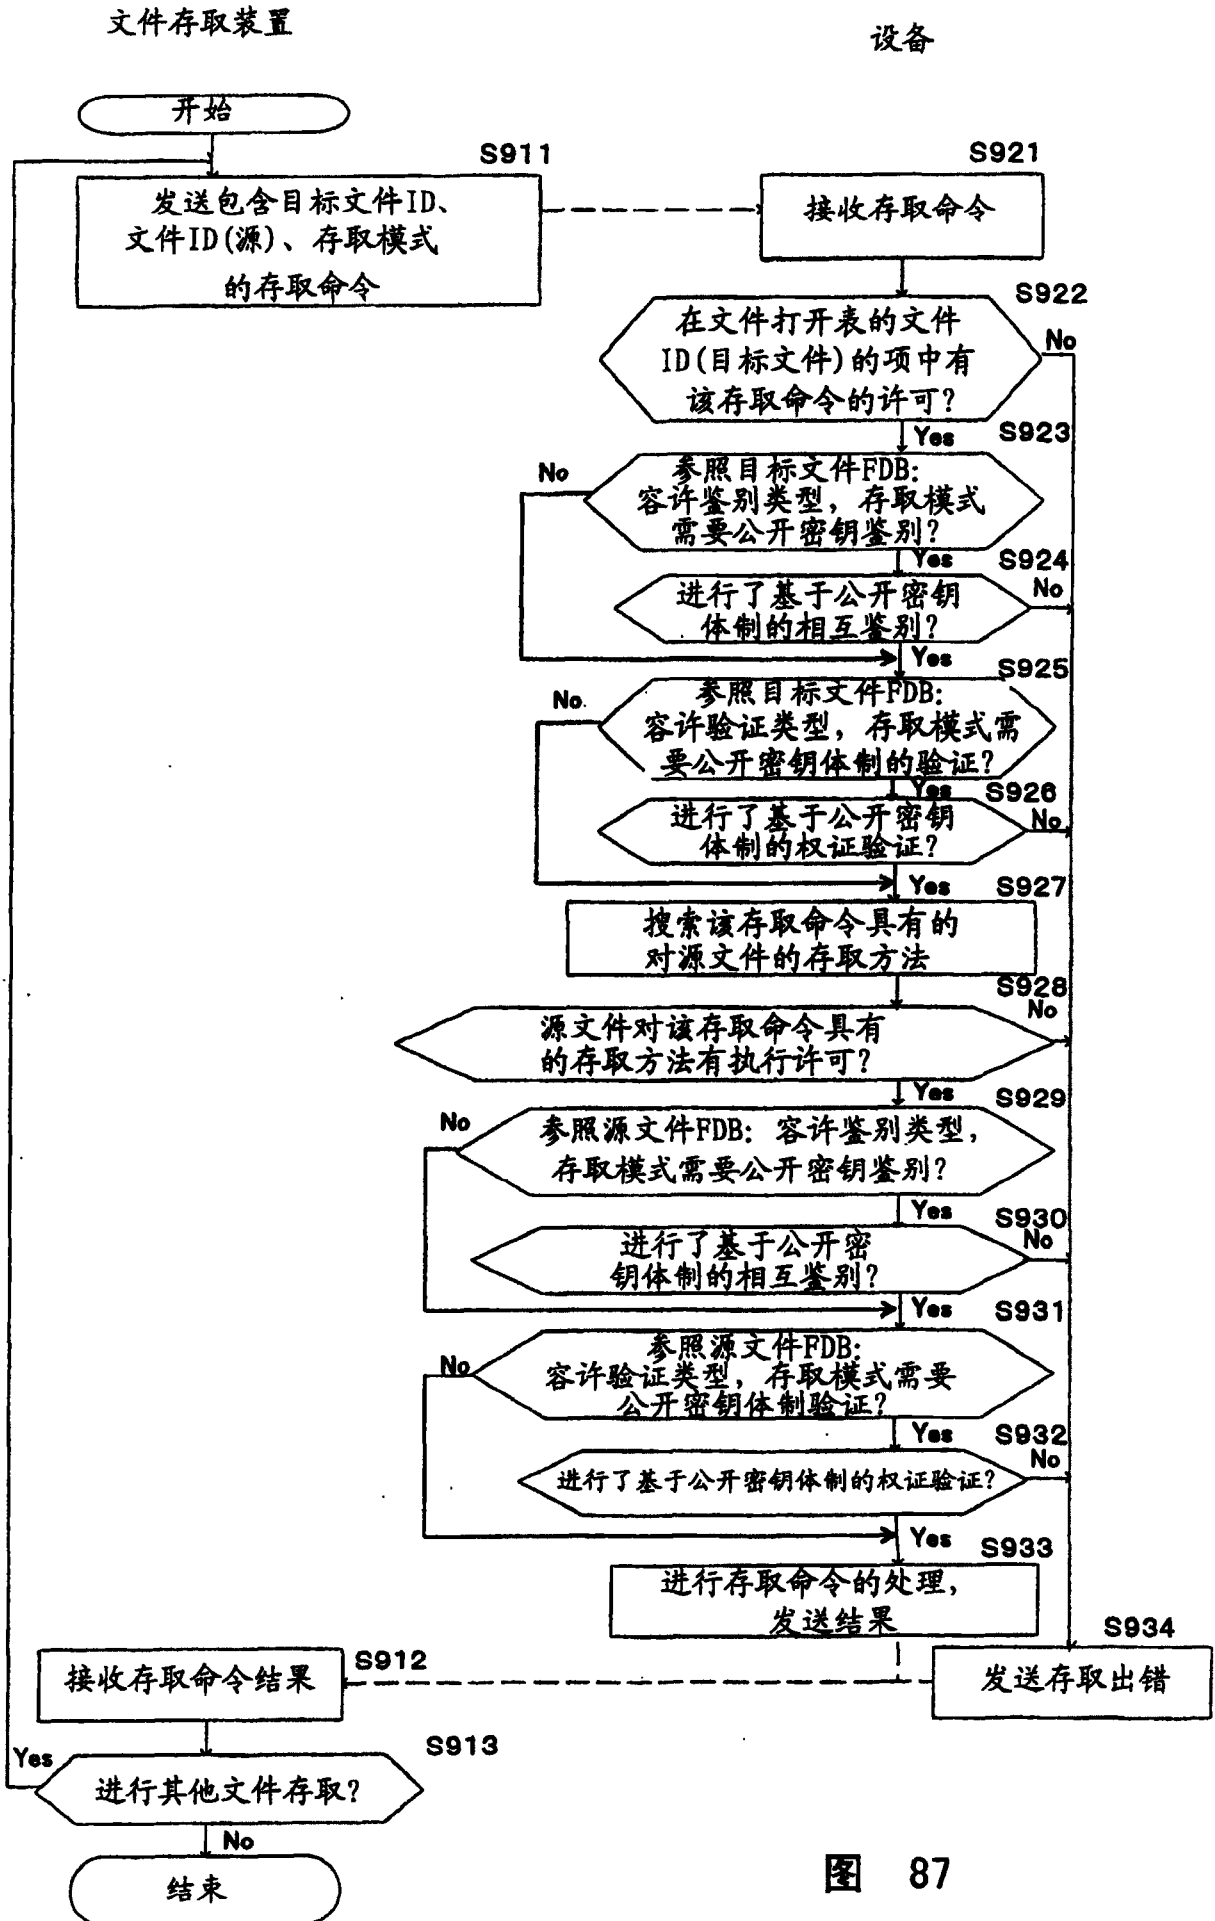 文件存取装置
设备
开始
S911
发送包含目标文件ID、
文件ID(源)、存取模式
的存取命令
S921
接收存取命令
S922
在文件打开表的文件
ID(目标文件)的项中有
该存取命令的许可?
No
Yes
S923
参照目标文件FDB:
容许鉴别类型，存取模式
需要公开密钥鉴别?
No
Yes
S924
进行了基于公开密钥
体制的相互鉴别?
No
Yes
S925
参照目标文件FDB:
容许验证类型，存取模式需
要公开密钥体制的验证?
No
Yes
S926
进行了基于公开密钥
体制的权证验证?
No
Yes
S927
搜索该存取命令具有的
对源文件的存取方法
S928
源文件对该存取命令具有
的存取方法有执行许可?
No
Yes
S929
参照源文件FDB: 容许鉴别类型，
存取模式需要公开密钥鉴别?
No
Yes
S930
进行了基于公开密
钥体制的相互鉴别?
No
Yes
S931
参照源文件FDB:
容许验证类型，存取模式需要
公开密钥体制验证?
No
Yes
S932
进行了基于公开密钥体制的权证验证?
No
Yes
S933
进行存取命令的处理，
发送结果
S934
发送存取出错
S912
接收存取命令结果
S913
进行其他文件存取?
Yes
No
结束
图 87